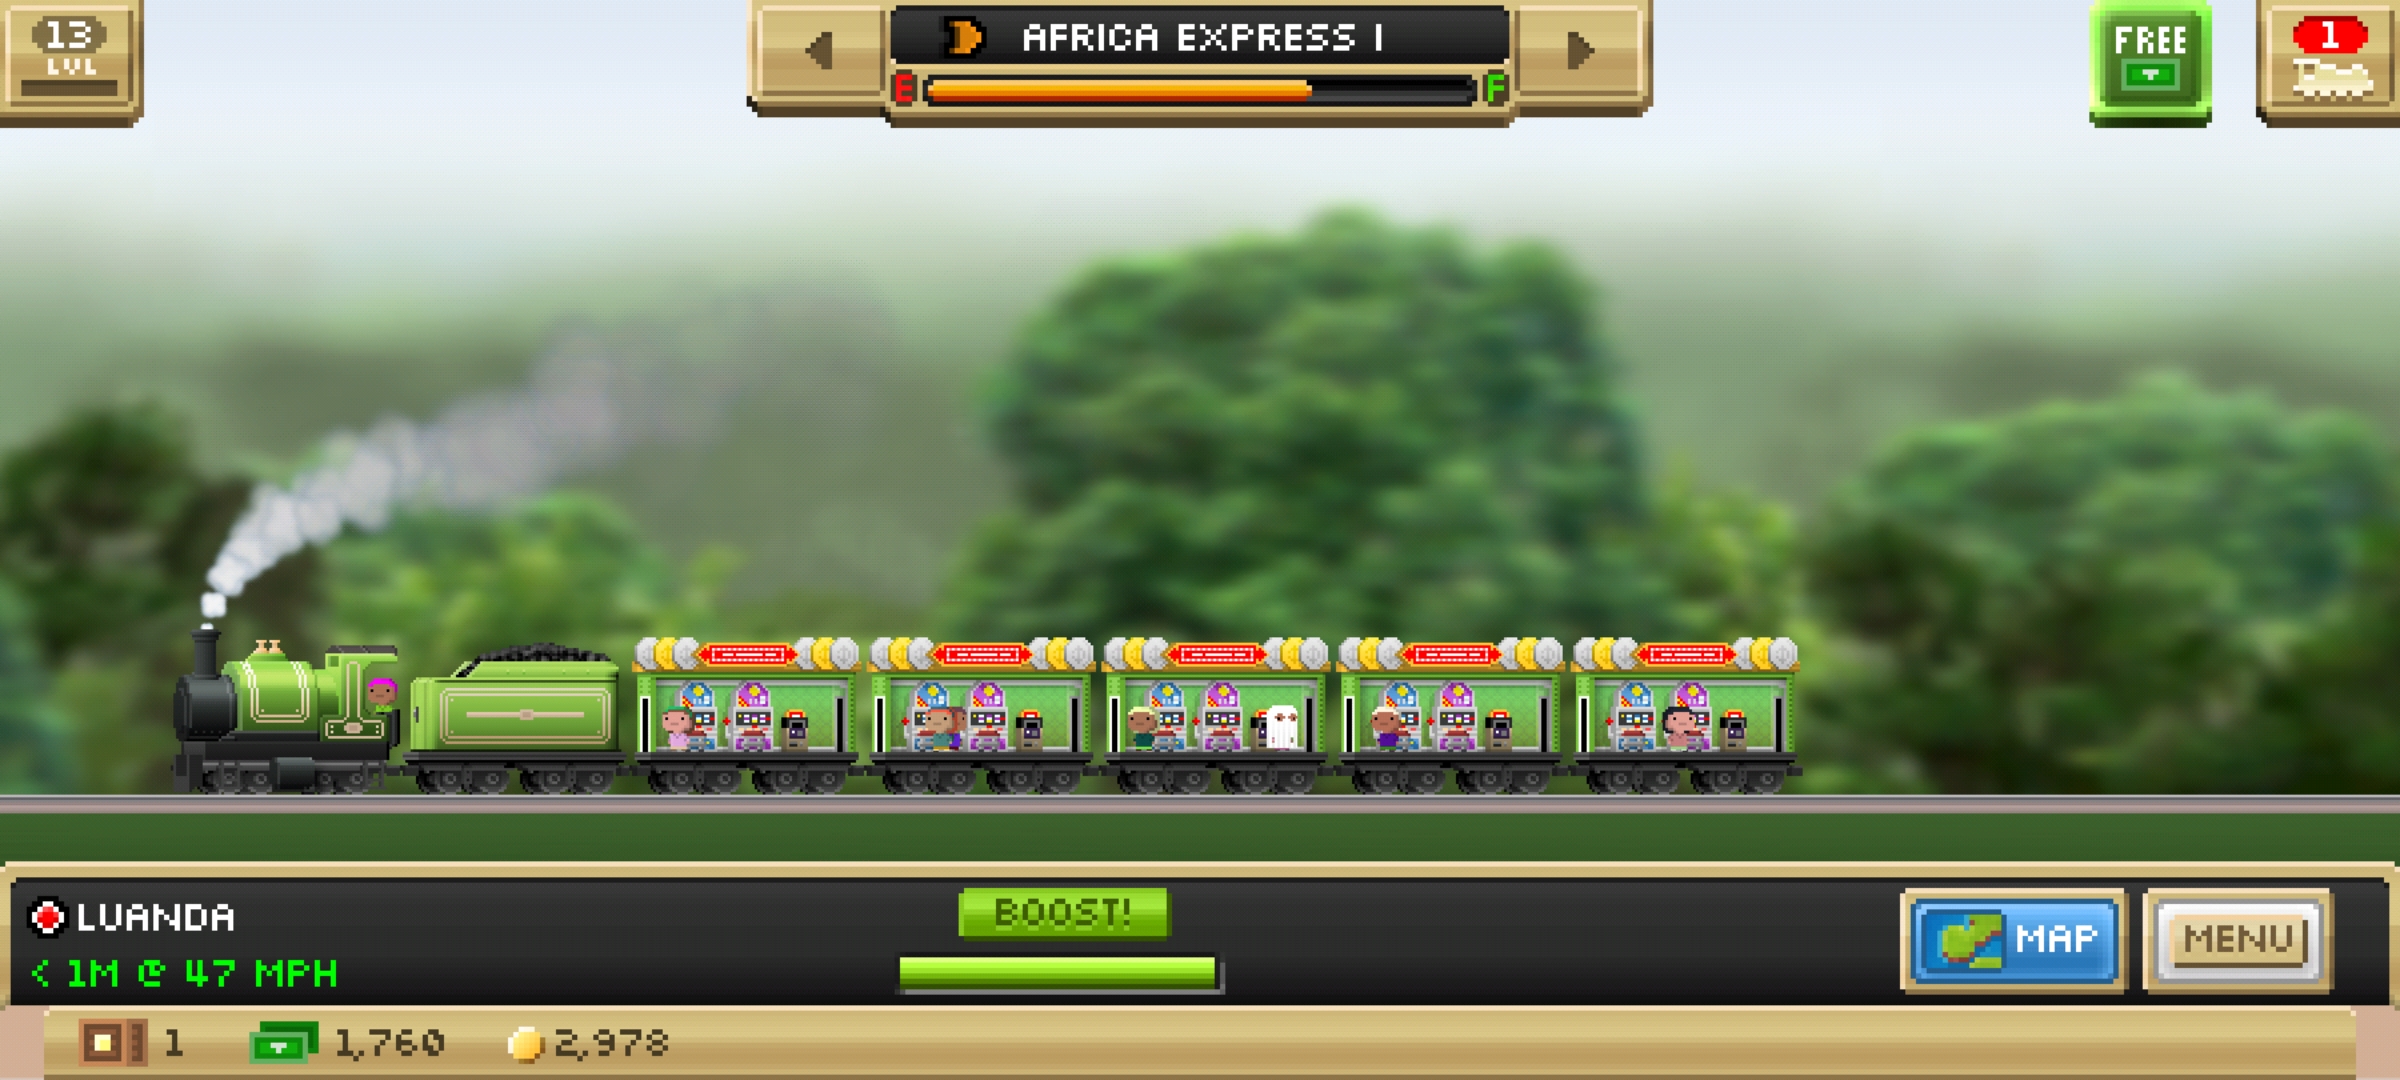 13
LVL
AFRICA EXPRESS I
E F
FREE
1
LUANDA
< 1M @ 47 MPH
BOOST!
MAP
MENU
1
1,760
2,978